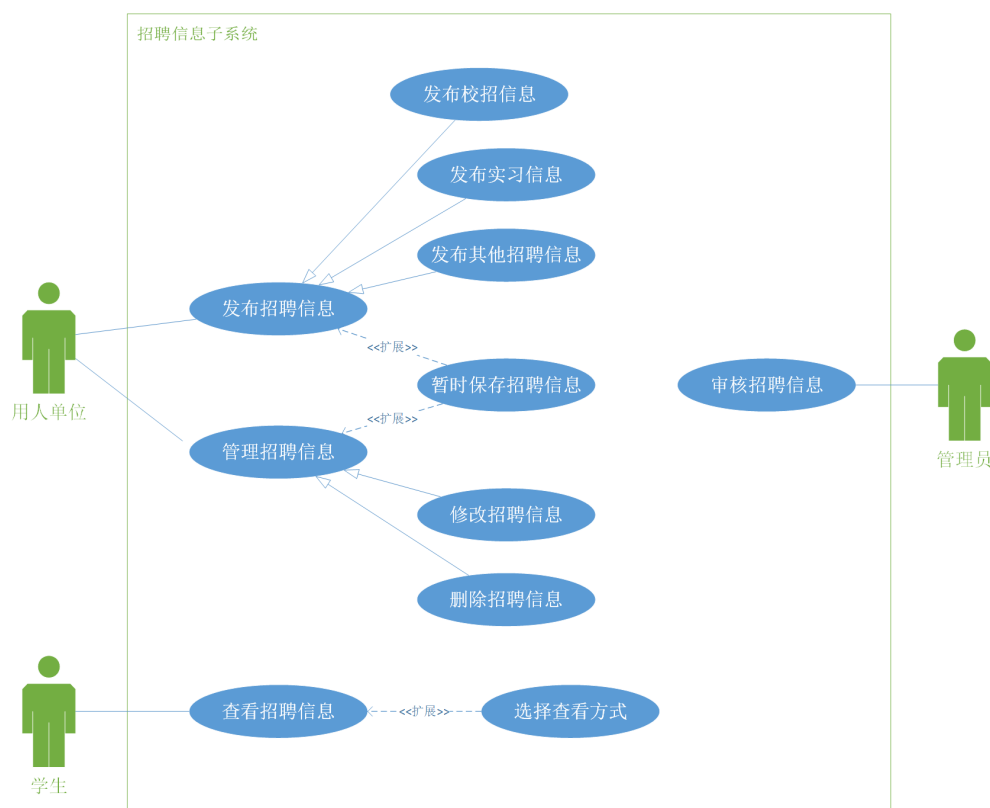 招聘信息子系统
发布校招信息
发布实习信息
发布其他招聘信息
发布招聘信息
<<扩展>>
暂时保存招聘信息
审核招聘信息
用人单位
<<扩展>>
管理招聘信息
管理员
修改招聘信息
删除招聘信息
查看招聘信息
<<扩展>>
选择查看方式
学生